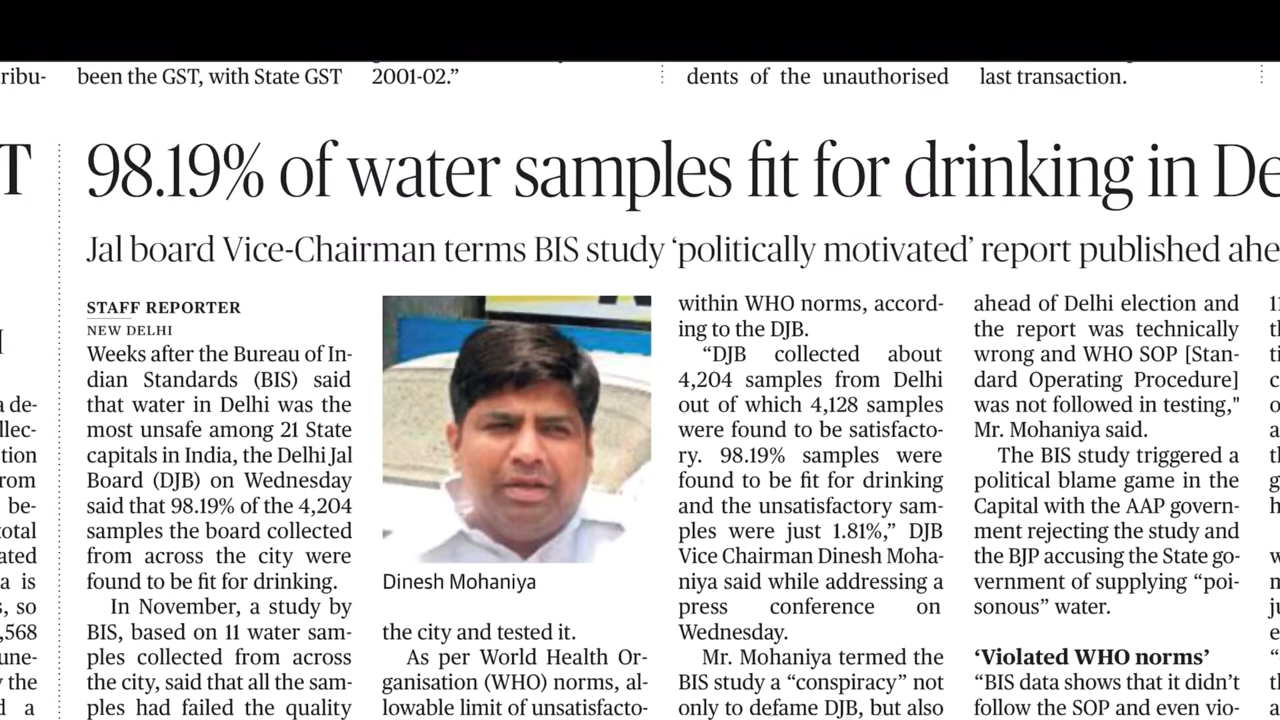 ribu-
been the GST, with State GST
2001-02.”
dents of the unauthorised
last transaction.
T
98.19% of water samples fit for drinking in De
Jal board Vice-Chairman terms BIS study ‘politically motivated’ report published ahe
STAFF REPORTER
NEW DELHI
Weeks after the Bureau of In-
dian Standards (BIS) said
that water in Delhi was the
most unsafe among 21 State
capitals in India, the Delhi Jal
Board (DJB) on Wednesday
said that 98.19% of the 4,204
samples the board collected
from across the city were
found to be fit for drinking.
In November, a study by
BIS, based on 11 water sam-
ples collected from across
the city, said that all the sam-
ples had failed the quality
Dinesh Mohaniya
the city and tested it.
As per World Health Or-
ganisation (WHO) norms, al-
lowable limit of unsatisfacto-
within WHO norms, accord-
ing to the DJB.
“DJB collected about
4,204 samples from Delhi
out of which 4,128 samples
were found to be satisfacto-
ry. 98.19% samples were
found to be fit for drinking
and the unsatisfactory sam-
ples were just 1.81%,” DJB
Vice Chairman Dinesh Moha-
niya said while addressing a
press conference on
Wednesday.
Mr. Mohaniya termed the
BIS study a “conspiracy” not
only to defame DJB, but also
ahead of Delhi election and
the report was technically
wrong and WHO SOP [Stan-
dard Operating Procedure]
was not followed in testing,"
Mr. Mohaniya said.
The BIS study triggered a
political blame game in the
Capital with the AAP govern-
ment rejecting the study and
the BJP accusing the State go-
vernment of supplying “poi-
sonous” water.
‘Violated WHO norms’
“BIS data shows that it didn’t
follow the SOP and even vio-